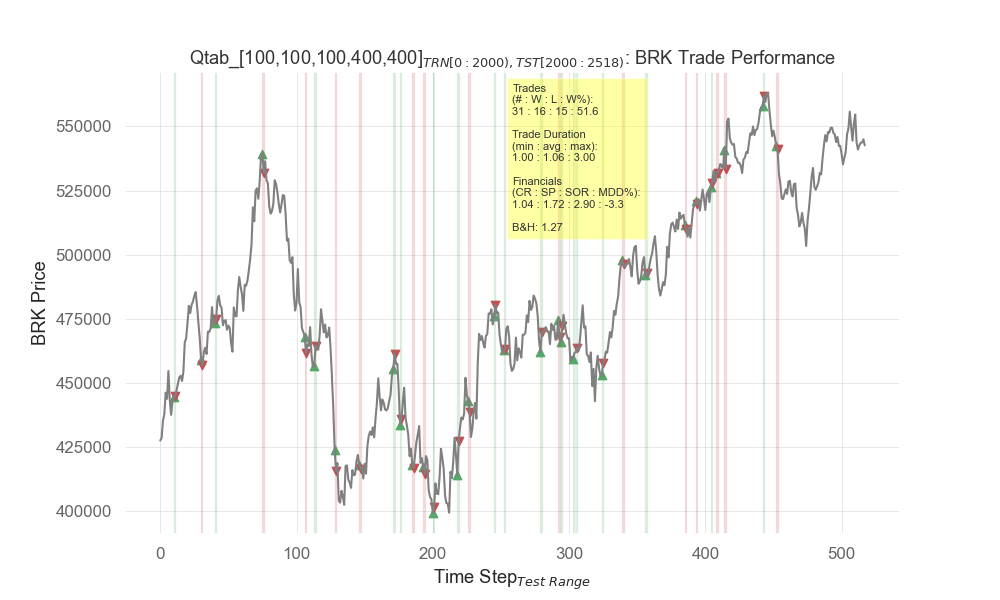 Qtab_[100,100,100,400,400]TRN[0:2000),TST[2000:2518): BRK Trade Performance
Trades
(# : W : L : W%):
31 : 16 : 15 : 51.6
Trade Duration
(min : avg : max):
1.00 : 1.06 : 3.00
Financials
(CR : SP : SOR : MDD%):
1.04 : 1.72 : 2.90 : -3.3
B&H: 1.27
BRK Price
550000
525000
500000
475000
450000
425000
400000
0 100 200 300 400 500
Time StepTest Range